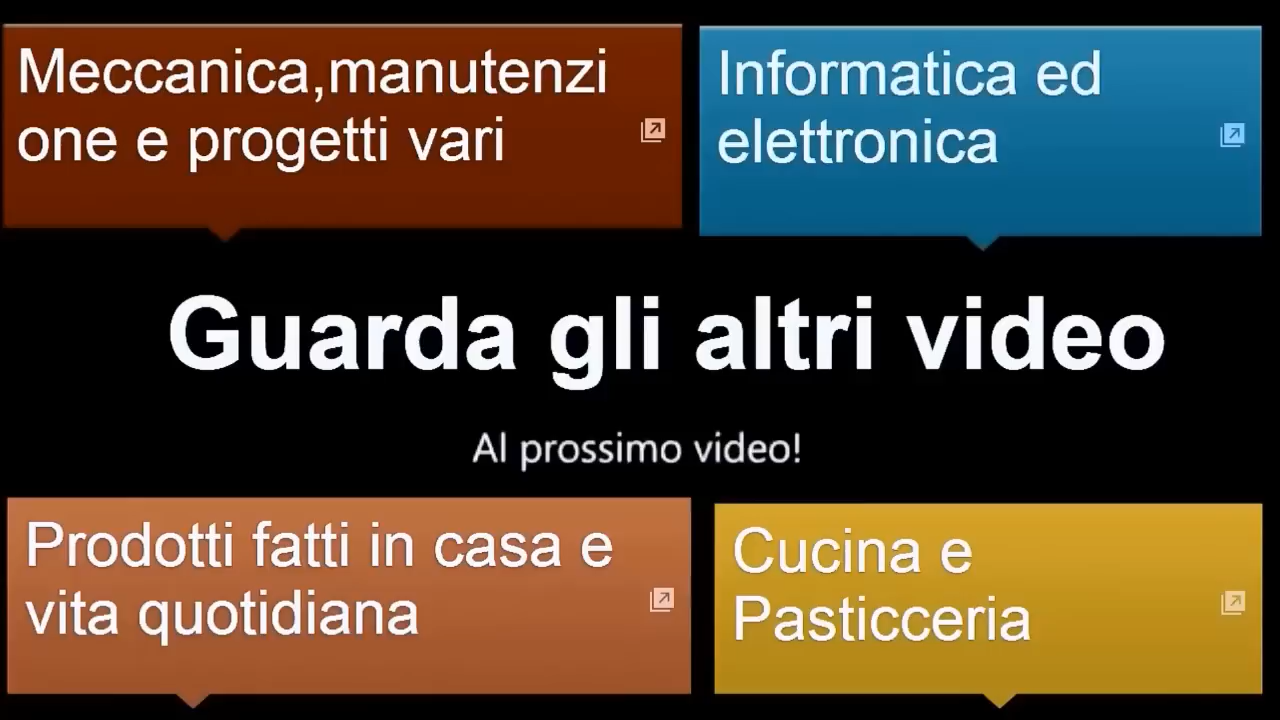 Meccanica,manutenzi
one e progetti vari
Informatica ed
elettronica
Guarda gli altri video
Al prossimo video!
Prodotti fatti in casa e
vita quotidiana
Cucina e
Pasticceria